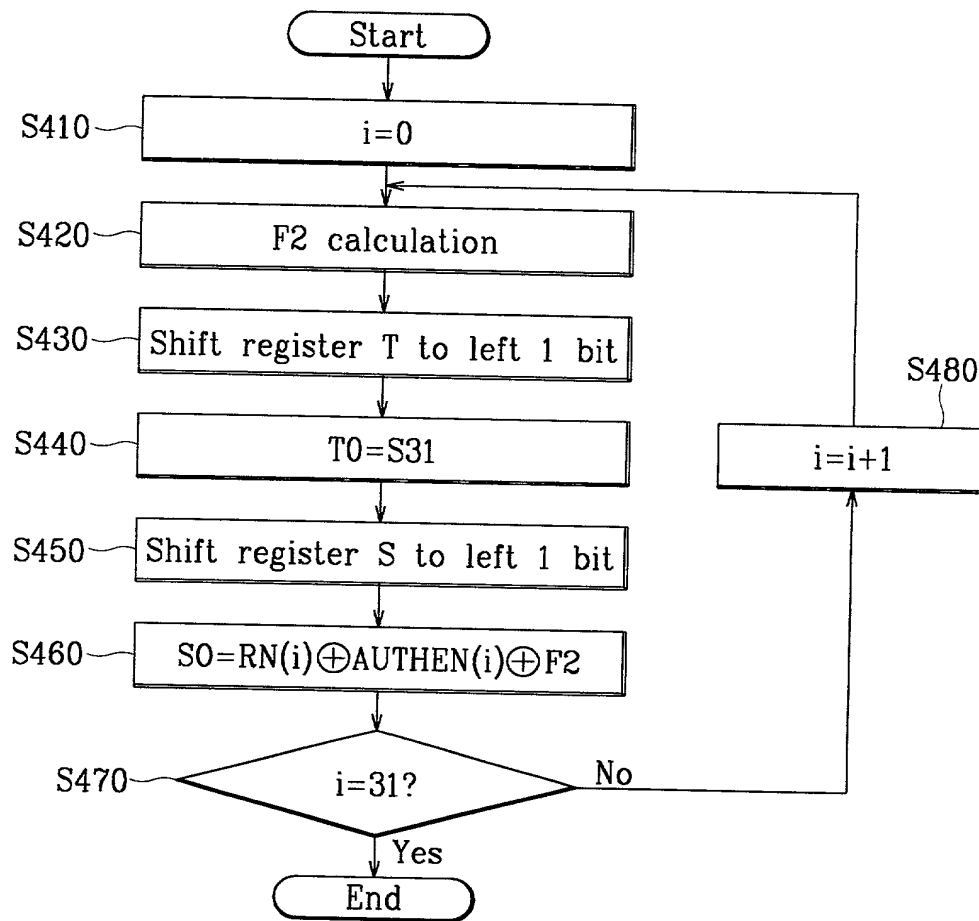 Start
S410
i=0
S420
F2 calculation
S430
Shift register T to left 1 bit
S480
S440
T0=S31
i=i+1
S450
Shift register S to left 1 bit
S460
S0=RN(i)⊕AUTHEN(i)⊕F2
S470
i=31?
No
Yes
End